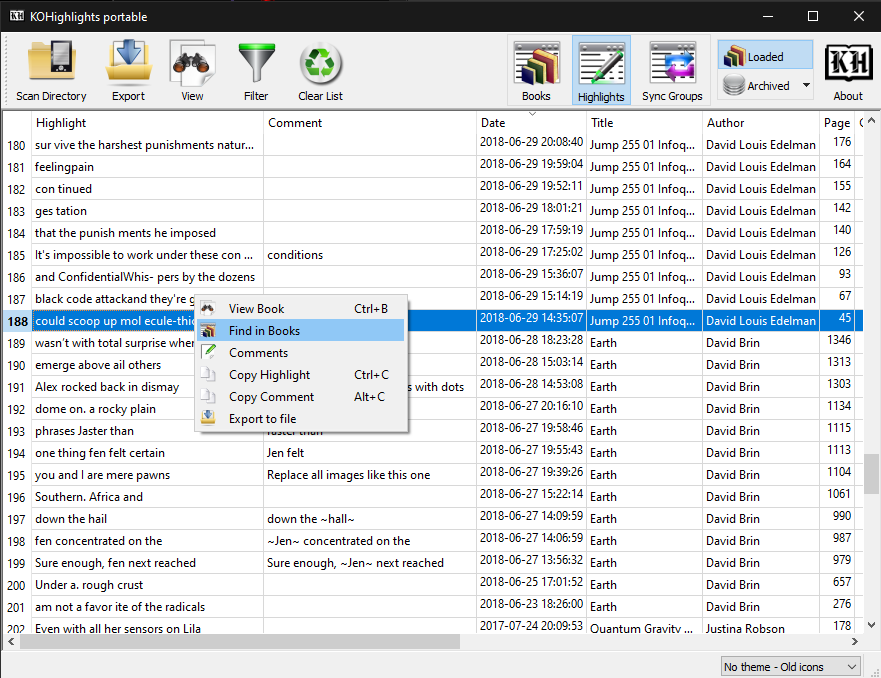 KOHighlights portable
Scan Directory Export View Filter Clear List Books Highlights Sync Groups Loaded Archived KH About
Highlight Comment Date Title Author Page
180 sur vive the harshest punishments natur... 2018-06-29 20:08:40 Jump 255 01 Infoq... David Louis Edelman 176
181 feelingpain 2018-06-29 19:59:04 Jump 255 01 Infoq... David Louis Edelman 164
182 con tinued 2018-06-29 19:52:11 Jump 255 01 Infoq... David Louis Edelman 155
183 ges tation 2018-06-29 18:01:21 Jump 255 01 Infoq... David Louis Edelman 142
184 that the punish ments he imposed 2018-06-29 17:59:19 Jump 255 01 Infoq... David Louis Edelman 140
185 It's impossible to work under these con ... conditions 2018-06-29 17:25:02 Jump 255 01 Infoq... David Louis Edelman 126
186 and ConfidentialWhis- pers by the dozens 2018-06-29 15:36:07 Jump 255 01 Infoq... David Louis Edelman 93
187 black code attackand they're 2018-06-29 15:14:19 Jump 255 01 Infoq... David Louis Edelman 67
188 could scoop up mol 2018-06-29 14:35:07 Jump 255 01 Infoq... David Louis Edelman 45
189 wasn't with total surprise 2018-06-28 18:23:28 Earth David Brin 1346
190 emerge above ail others 2018-06-28 15:03:14 Earth David Brin 1313
191 Alex rocked back in dismay with dots 2018-06-28 14:53:08 Earth David Brin 1303
192 dome on. a rocky plain 2018-06-27 20:16:10 Earth David Brin 1134
193 phrases Jaster than faster than 2018-06-27 19:58:46 Earth David Brin 1115
194 one thing fen felt certain Jen felt 2018-06-27 19:55:43 Earth David Brin 1113
195 you and I are mere pawns Replace all images like this one 2018-06-27 19:39:26 Earth David Brin 1104
196 Southern. Africa and 2018-06-27 15:22:14 Earth David Brin 1061
197 down the hail down the ~hall~ 2018-06-27 14:09:59 Earth David Brin 990
198 fen concentrated on the ~Jen~ concentrated on the 2018-06-27 14:06:59 Earth David Brin 987
199 Sure enough, fen next reached Sure enough, ~Jen~ next reached 2018-06-27 13:56:32 Earth David Brin 979
200 Under a. rough crust 2018-06-25 17:01:52 Earth David Brin 657
201 am not a favor ite of the radicals 2018-06-23 18:26:00 Earth David Brin 276
202 Even with all her sensors on Lila 2017-07-24 20:09:53 Quantum Gravity ... Justina Robson 178
View Book Ctrl+B
Find in Books
Comments
Copy Highlight Ctrl+C
Copy Comment Alt+C
Export to file
No theme - Old icons